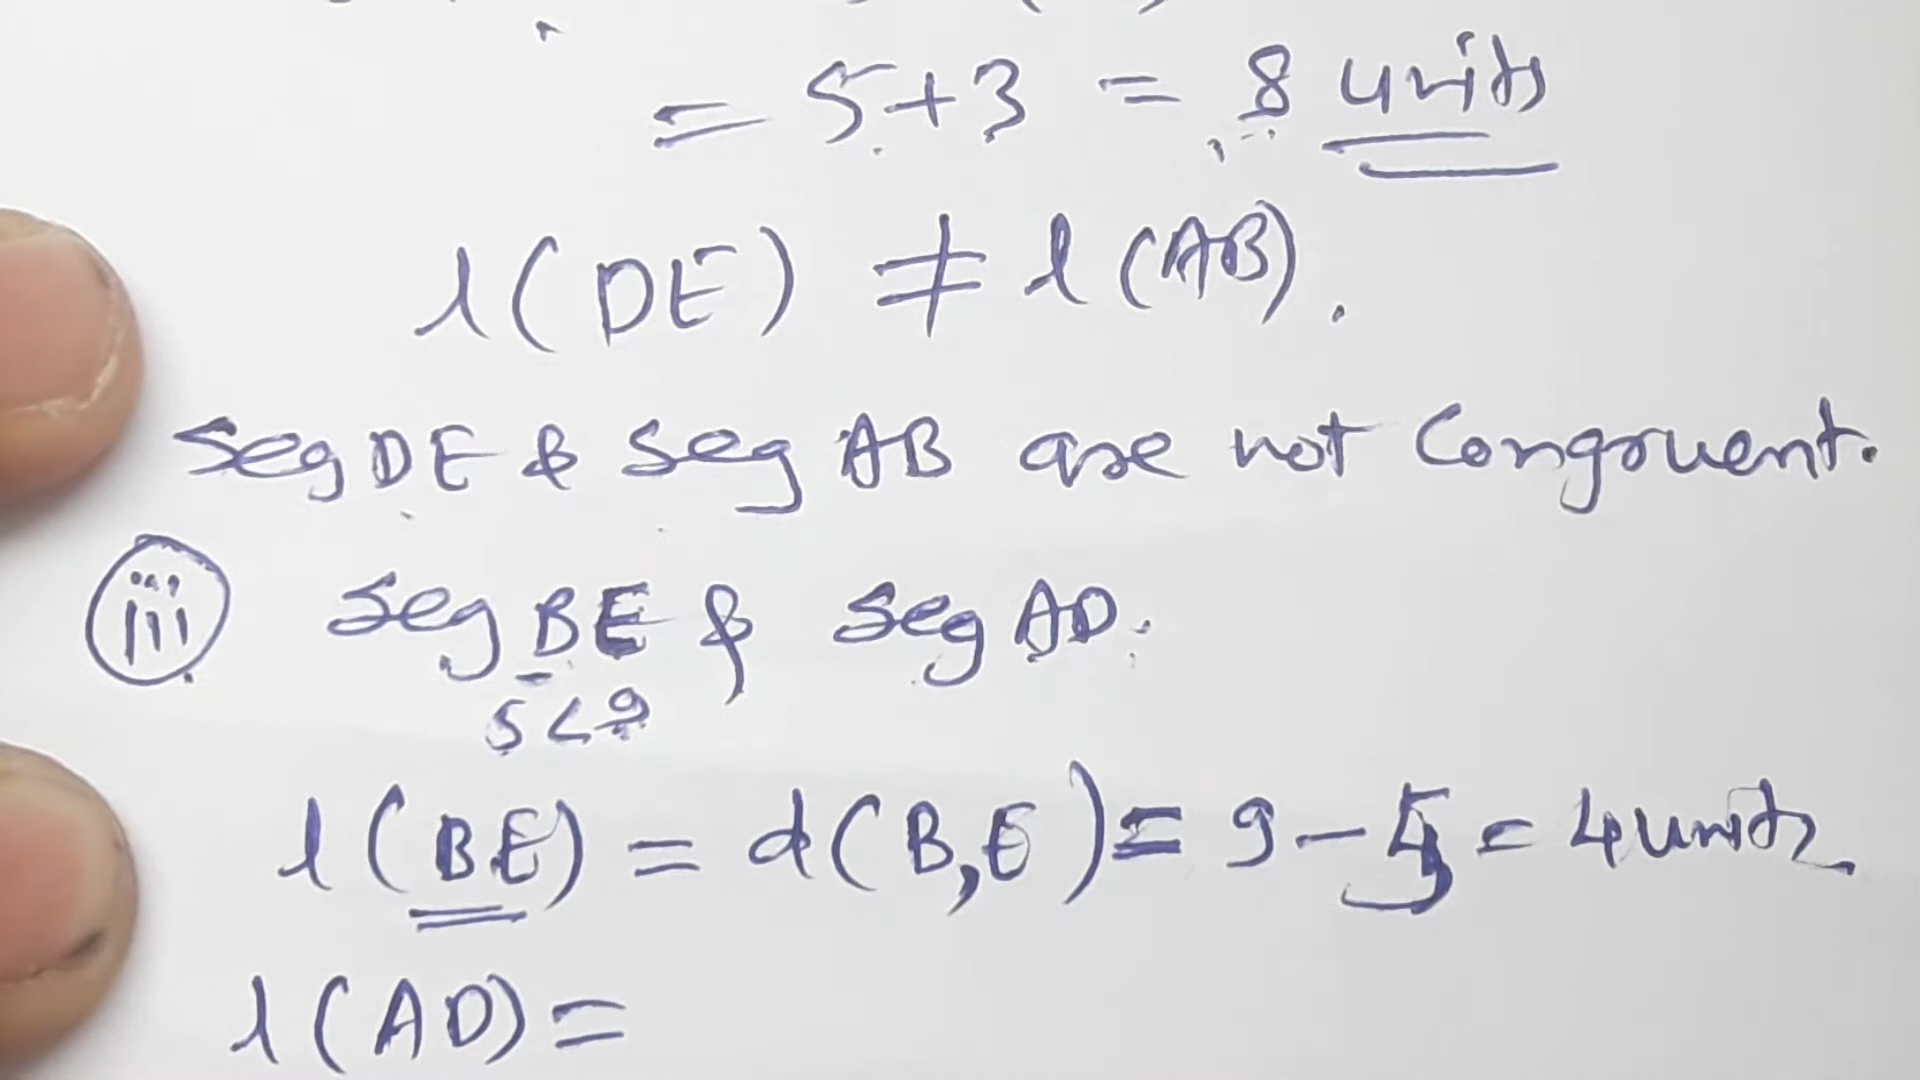 = 5+3 = 8 units
l(DE) ≠ l(AB).
seg DE & seg AB are not Congruent.
(iii) seg BE & seg AD.
5<9
l(BE) = d(B,E) = 9-5 = 4 units
l(AD) =